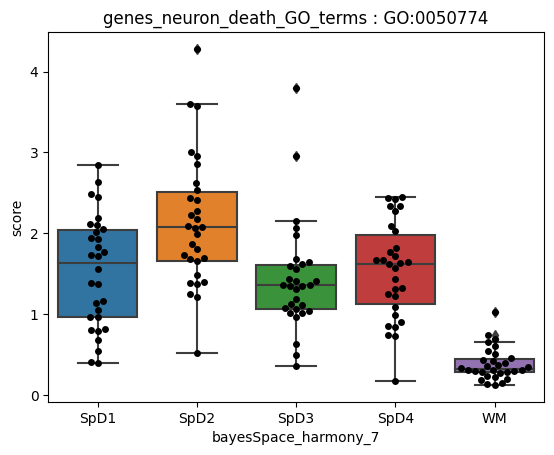 genes_neuron_death_GO_terms : GO:0050774
score
4
3
2
1
0
SpD1 SpD2 SpD3 SpD4 WM
bayesSpace_harmony_7